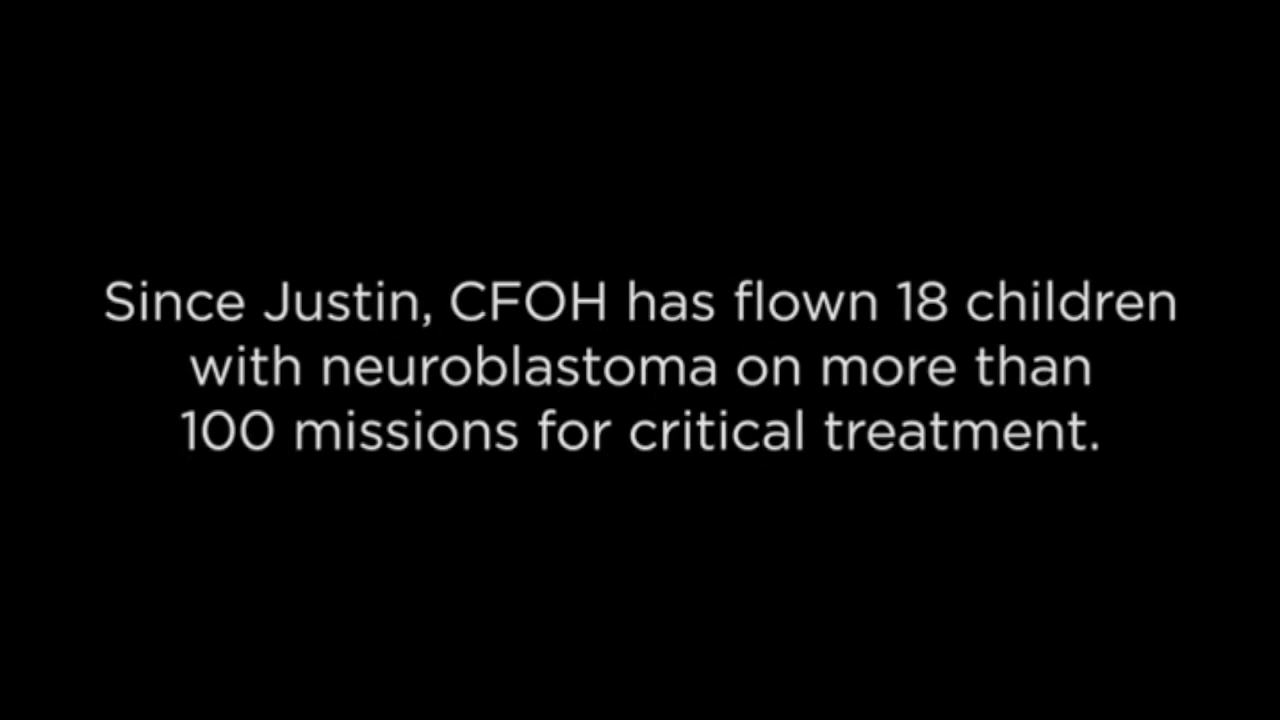 Since Justin, CFOH has flown 18 children
with neuroblastoma on more than
100 missions for critical treatment.